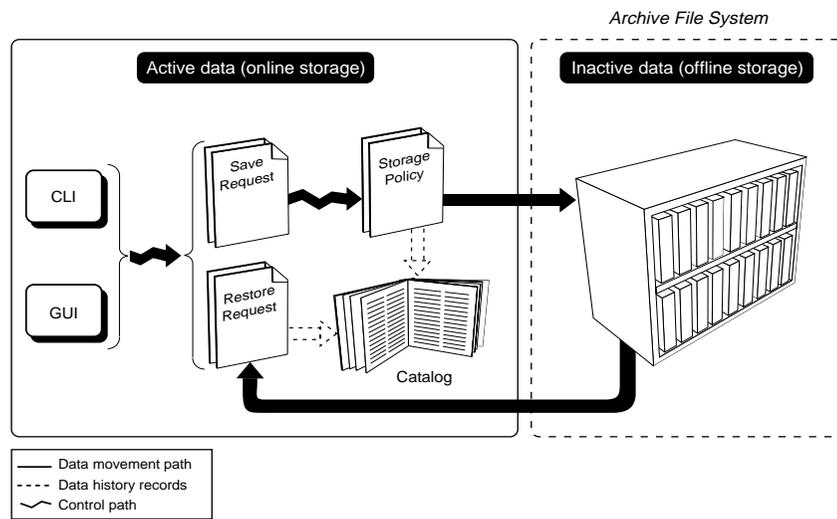 Archive File System
Active data (online storage)
Inactive data (offline storage)
CLI
GUI
Save
Request
Storage
Policy
Restore
Request
Catalog
Data movement path
Data history records
Control path